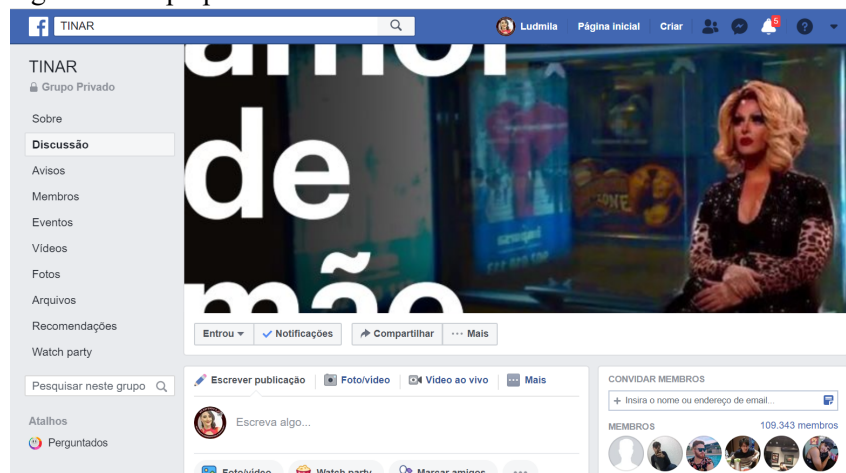 TINAR
Ludmila
Página inicial
Criar
5
TINAR
Grupo Privado
Sobre
Discussão
Avisos
Membros
Eventos
Vídeos
Fotos
Arquivos
Recomendações
Watch party
Pesquisar neste grupo
Atalhos
Perguntados
amor
de
mão
Entrou
Notificações
Compartilhar
Mais
Escrever publicação
Foto/vídeo
Vídeo ao vivo
Mais
Escreva algo...
Foto/vídeo
Watch party
Marcar amigos
CONVIDAR MEMBROS
+ Insira o nome ou endereço de email...
MEMBROS
109.343 membros